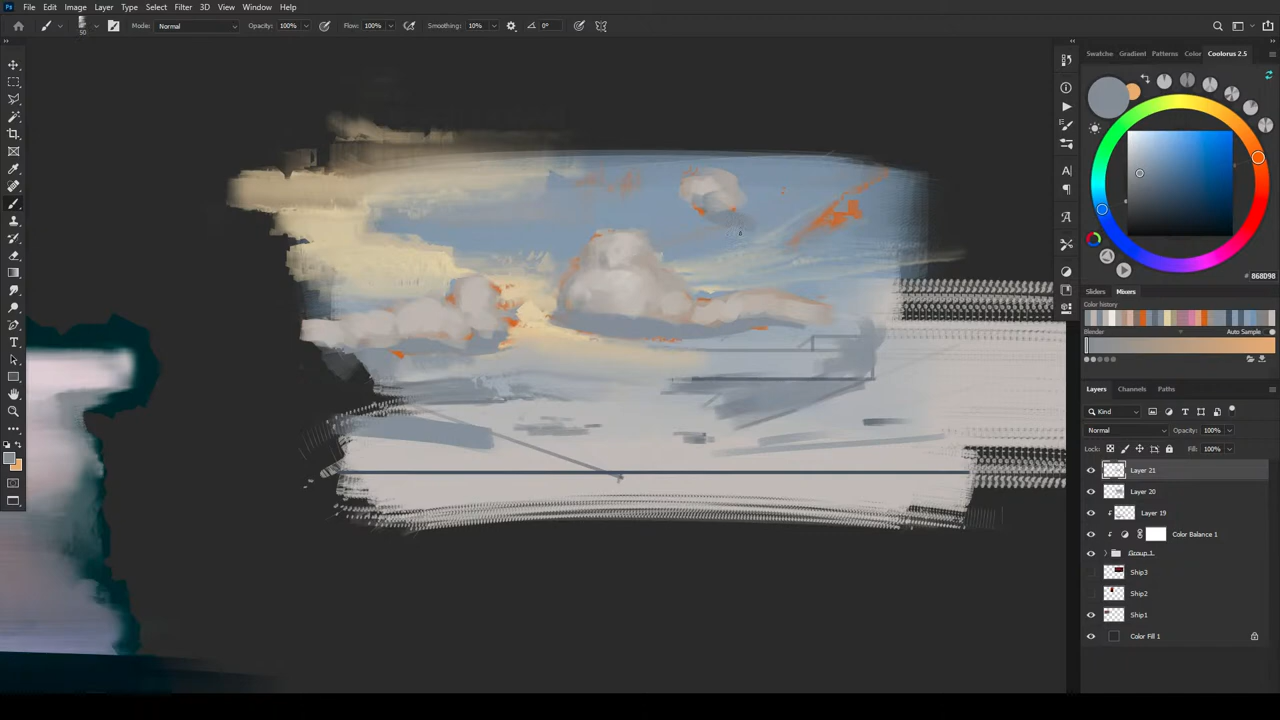 Ps File Edit Image Layer Type Select Filter 3D View Window Help
50 Mode: Normal Opacity: 100% Flow: 100% Smoothing: 10% 0°
Swatche Gradient Patterns Color Coolorus 2.5
#868D98
Sliders Mixers
Color history
Blender Auto Sample
Layers Channels Paths
Kind
Normal Opacity: 100%
Lock: Fill: 100%
Layer 21
Layer 20
Layer 19
Color Balance 1
Group 1
Ship3
Ship2
Ship1
Color Fill 1